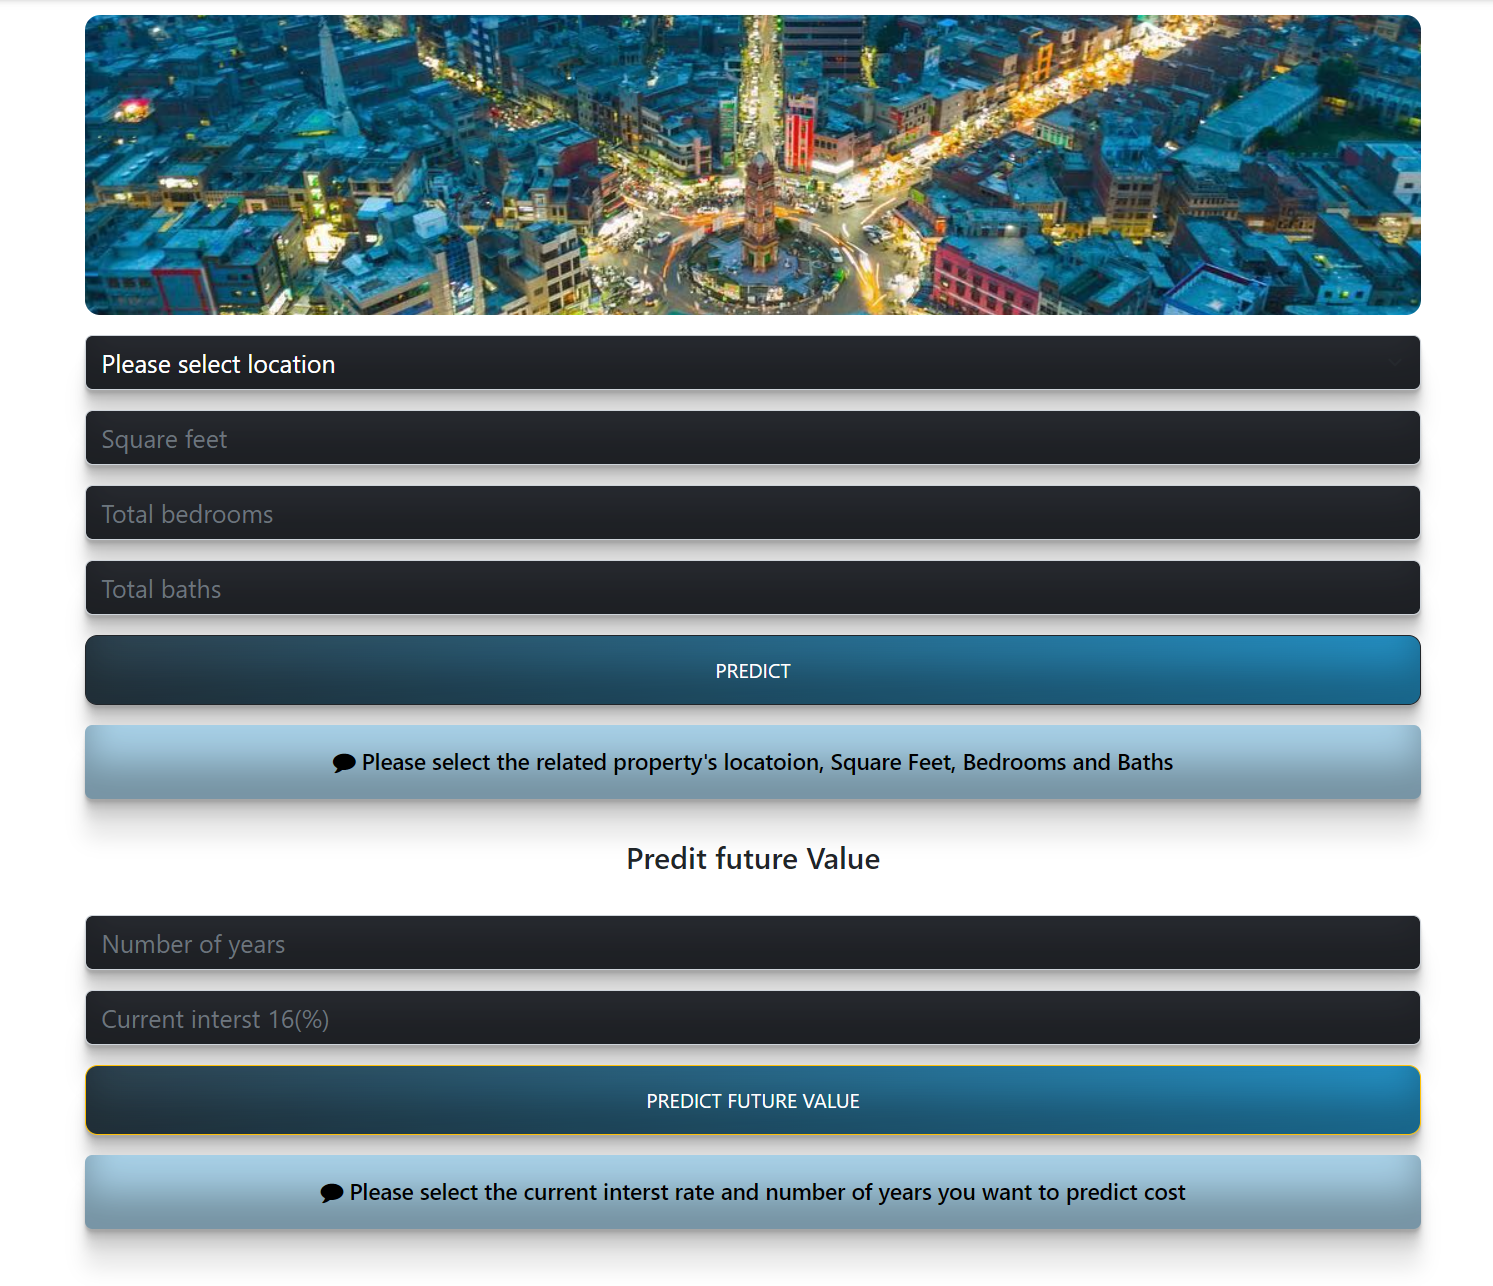 Please select location
Square feet
Total bedrooms
Total baths
PREDICT
Please select the related property's locatoion, Square Feet, Bedrooms and Baths
Predit future Value
Number of years
Current interst 16(%)
PREDICT FUTURE VALUE
Please select the current interst rate and number of years you want to predict cost